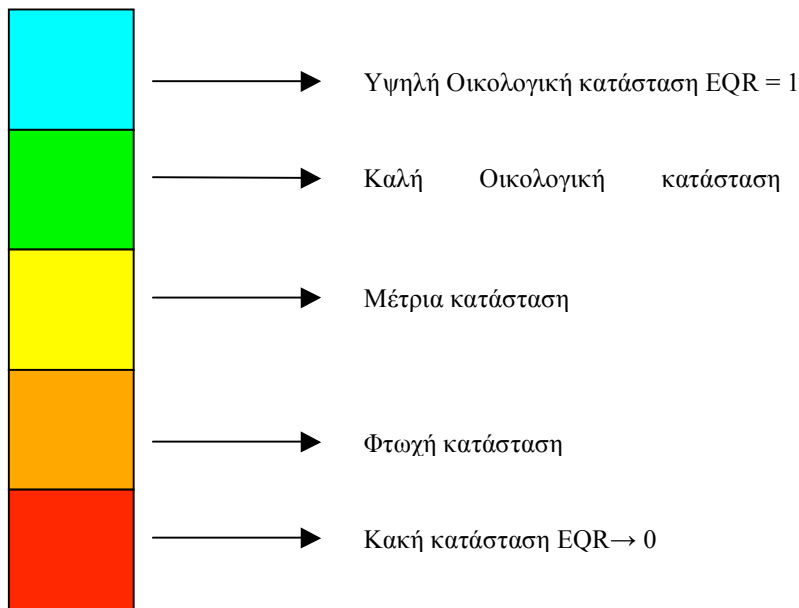 Υψηλή Οικολογική κατάσταση EQR = 1
Καλή Οικολογική κατάσταση
Μέτρια κατάσταση
Φτωχή κατάσταση
Κακή κατάσταση EQR→ 0